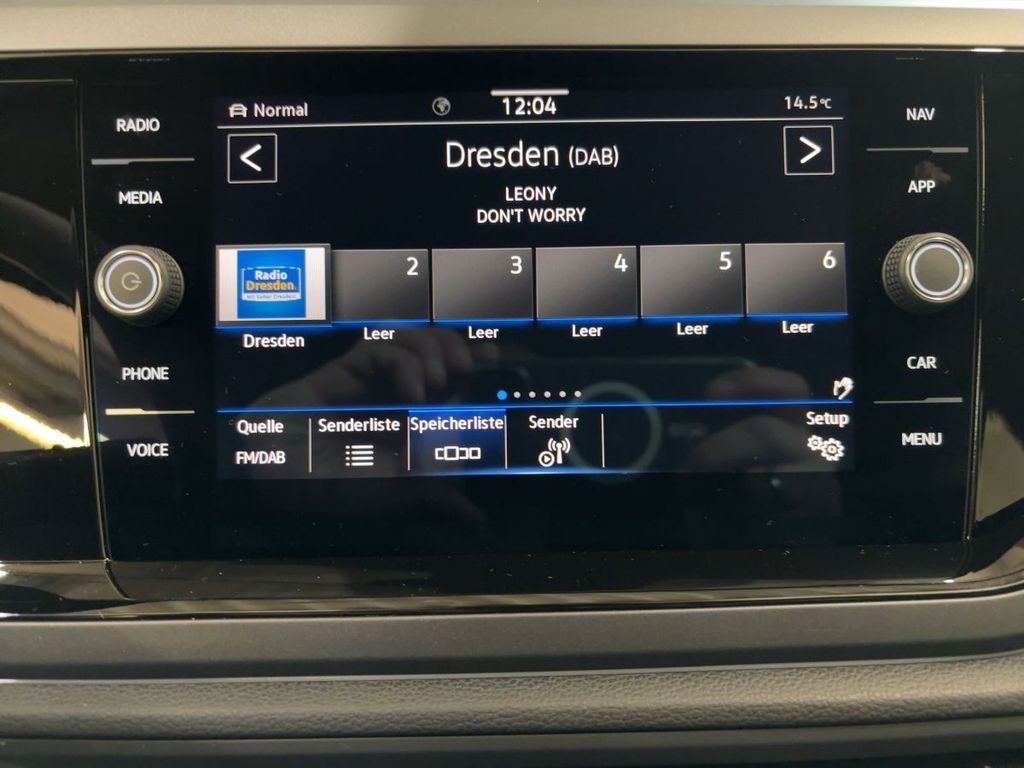 RADIO
MEDIA
PHONE
VOICE
Normal
12:04
14.5°C
< Dresden (DAB) >
LEONY
DON'T WORRY
Radio
Dresden.
2 3 4 5 6
Dresden Leer Leer Leer Leer Leer
Quelle Senderliste Speicherliste Sender Setup
FM/DAB
NAV
APP
CAR
MENU